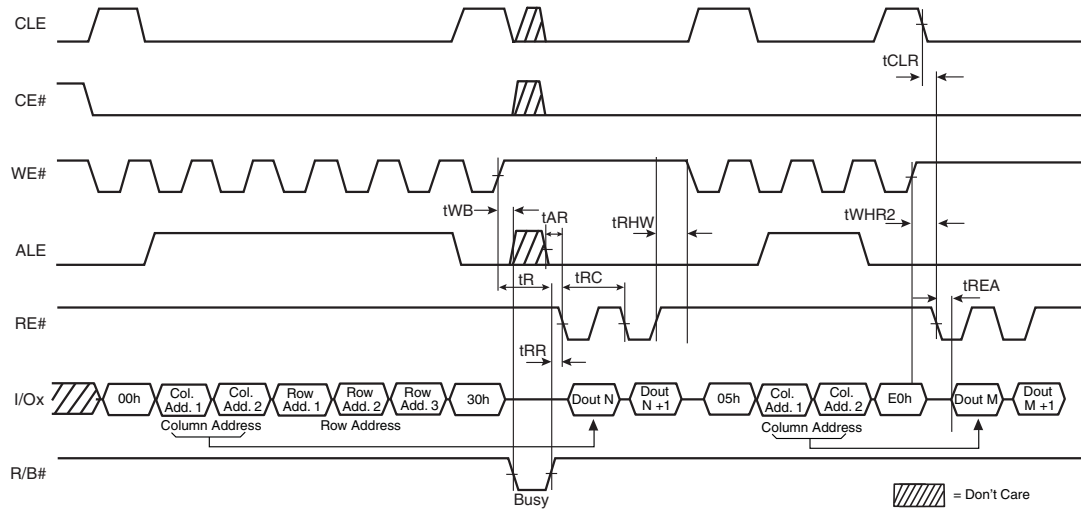 CLE
tCLR
CE#
WE#
tWB
tAR
tRHW
tWHR2
ALE
tR
tRC
tREA
RE#
tRR
I/Ox
00h
Col. Add. 1
Col. Add. 2
Row Add. 1
Row Add. 2
Row Add. 3
30h
Dout N
Dout N +1
05h
Col. Add. 1
Col. Add. 2
E0h
Dout M
Dout M +1
Column Address
Row Address
Column Address
R/B#
Busy
= Don't Care